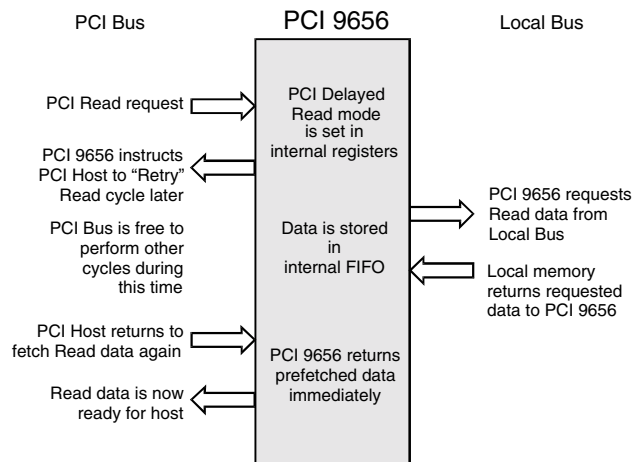 PCI Bus
PCI 9656
Local Bus
PCI Read request
PCI Delayed
Read mode
is set in
internal registers
PCI 9656 instructs
PCI Host to “Retry”
Read cycle later
PCI 9656 requests
Read data from
Local Bus
PCI Bus is free to
perform other
cycles during
this time
Data is stored
in
internal FIFO
Local memory
returns requested
data to PCI 9656
PCI Host returns to
fetch Read data again
PCI 9656 returns
prefetched data
immediately
Read data is now
ready for host